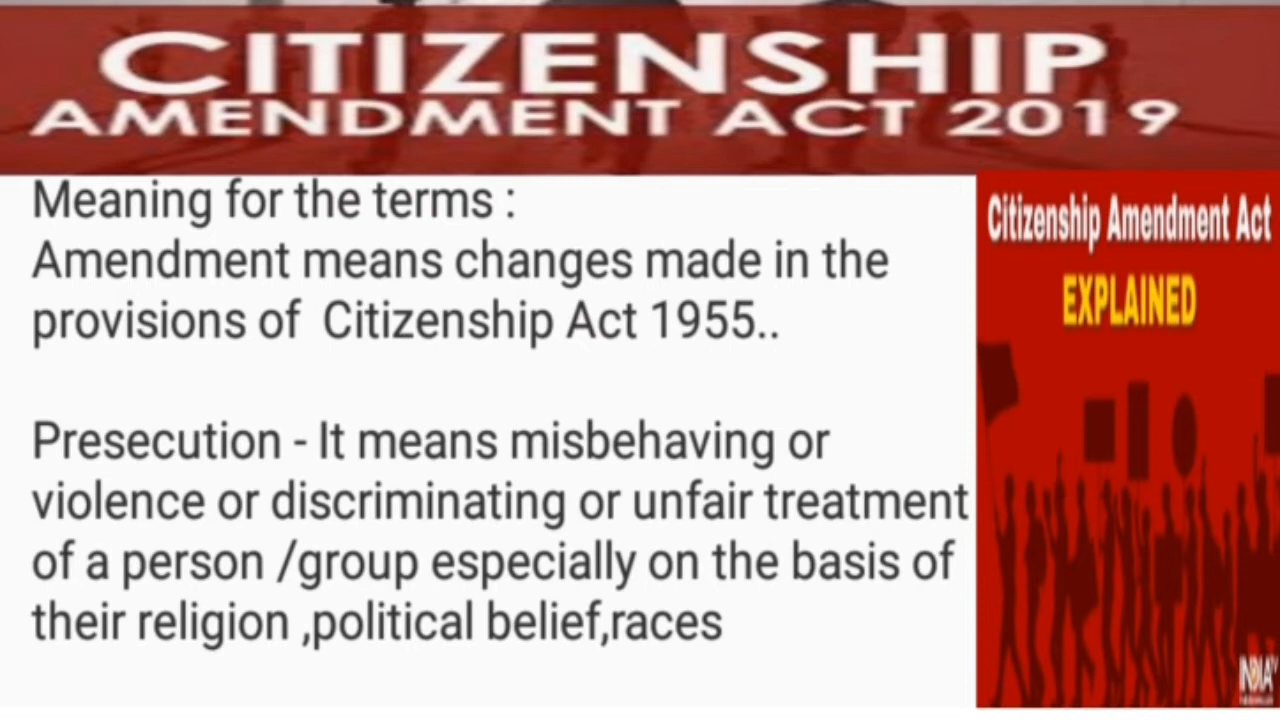 CITIZENSHIP
AMENDMENT ACT 2019
Meaning for the terms :
Amendment means changes made in the
provisions of Citizenship Act 1955..
Presecution - It means misbehaving or
violence or discriminating or unfair treatment
of a person /group especially on the basis of
their religion ,political belief,races
Citizenship Amendment Act
EXPLAINED
INDIA TV